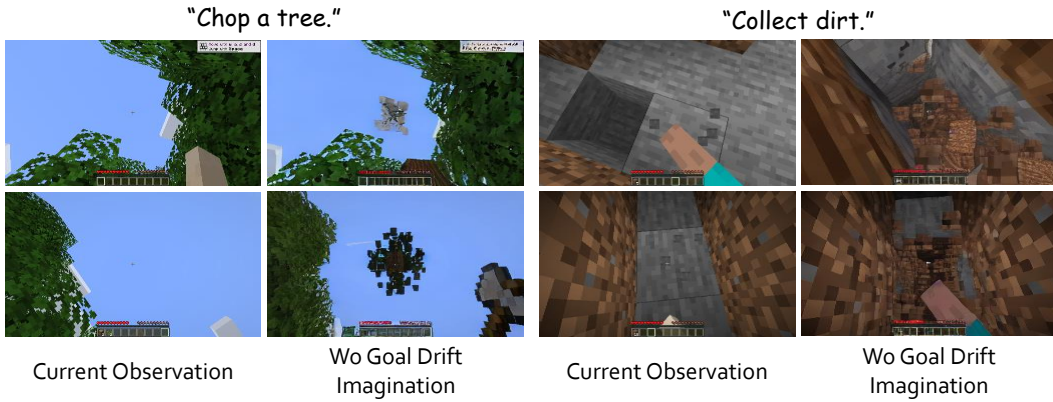 “Chop a tree.”
“Collect dirt.”
Current Observation
Wo Goal Drift
Imagination
Current Observation
Wo Goal Drift
Imagination